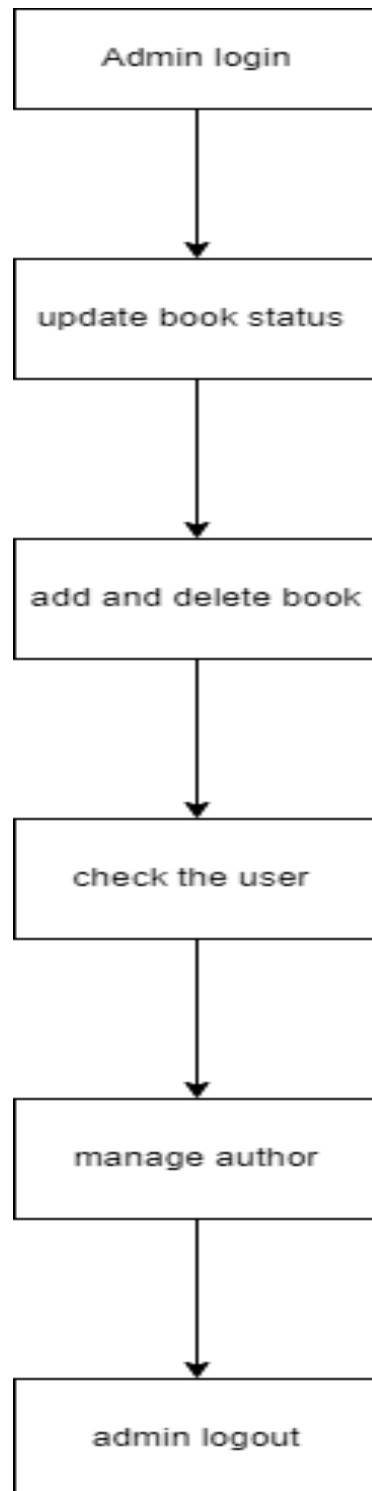 Admin login
update book status
add and delete book
check the user
manage author
admin logout